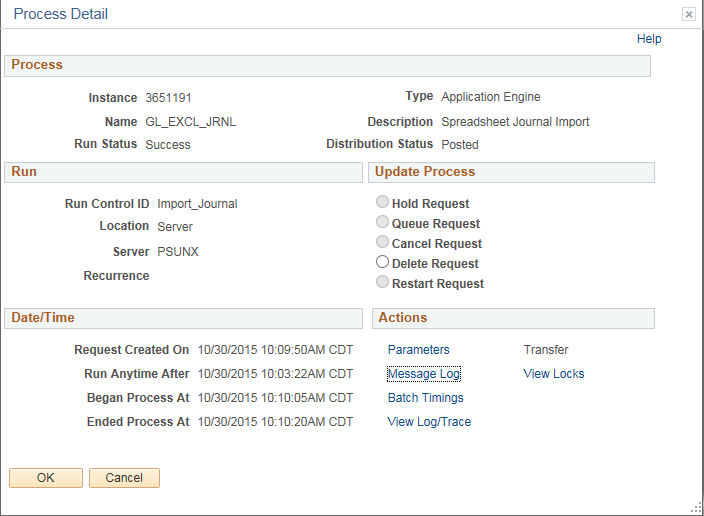 Process Detail
Help
Process
Instance 3651191 Type Application Engine
Name GL_EXCL_JRNL Description Spreadsheet Journal Import
Run Status Success Distribution Status Posted
Run
Run Control ID Import_Journal
Location Server
Server PSUNX
Recurrence
Update Process
Hold Request
Queue Request
Cancel Request
Delete Request
Restart Request
Date/Time
Request Created On 10/30/2015 10:09:50AM CDT
Run Anytime After 10/30/2015 10:03:22AM CDT
Began Process At 10/30/2015 10:10:05AM CDT
Ended Process At 10/30/2015 10:10:20AM CDT
Actions
Parameters Transfer
Message Log View Locks
Batch Timings
View Log/Trace
OK Cancel